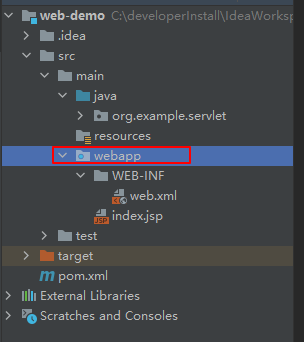 web-demo C:\developerInstall\IdeaWorksp
.idea
src
main
java
org.example.servlet
resources
webapp
WEB-INF
web.xml
JSP index.jsp
test
target
pom.xml
External Libraries
Scratches and Consoles